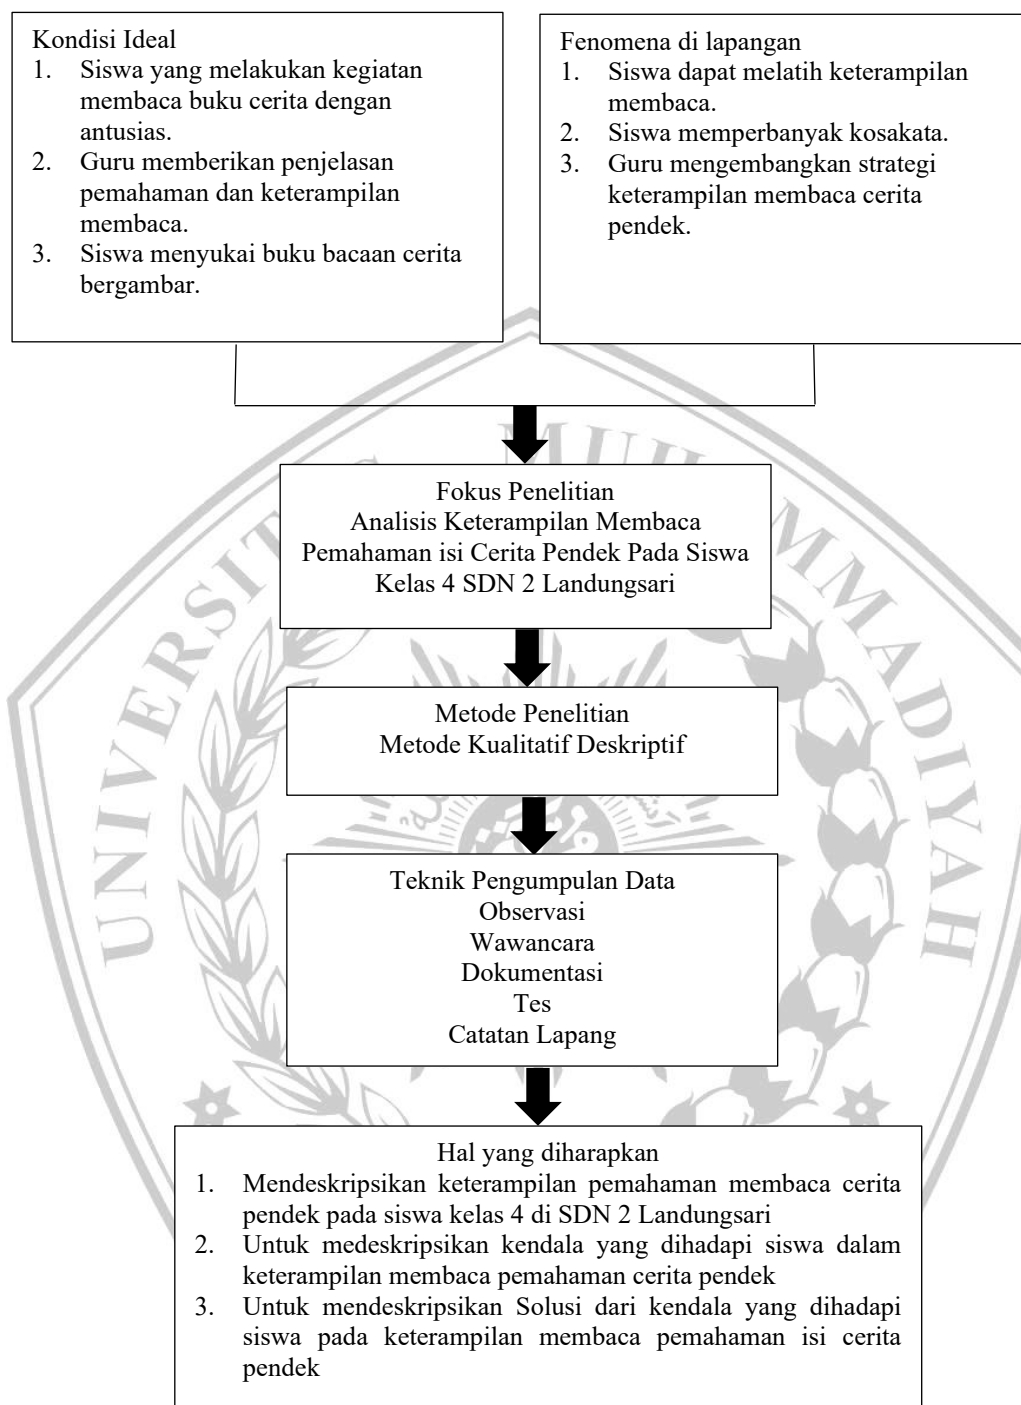 Kondisi Ideal
1. Siswa yang melakukan kegiatan
membaca buku cerita dengan
antusias.
2. Guru memberikan penjelasan
pemahaman dan keterampilan
membaca.
3. Siswa menyukai buku bacaan cerita
bergambar.
Fenomena di lapangan
1. Siswa dapat melatih keterampilan
membaca.
2. Siswa memperbanyak kosakata.
3. Guru mengembangkan strategi
keterampilan membaca cerita
pendek.
Fokus Penelitian
Analisis Keterampilan Membaca
Pemahaman isi Cerita Pendek Pada Siswa
Kelas 4 SDN 2 Landungsari
Metode Penelitian
Metode Kualitatif Deskriptif
Teknik Pengumpulan Data
Observasi
Wawancara
Dokumentasi
Tes
Catatan Lapang
Hal yang diharapkan
1. Mendeskripsikan keterampilan pemahaman membaca cerita
pendek pada siswa kelas 4 di SDN 2 Landungsari
2. Untuk medeskripsikan kendala yang dihadapi siswa dalam
keterampilan membaca pemahaman cerita pendek
3. Untuk mendeskripsikan Solusi dari kendala yang dihadapi
siswa pada keterampilan membaca pemahaman isi cerita
pendek